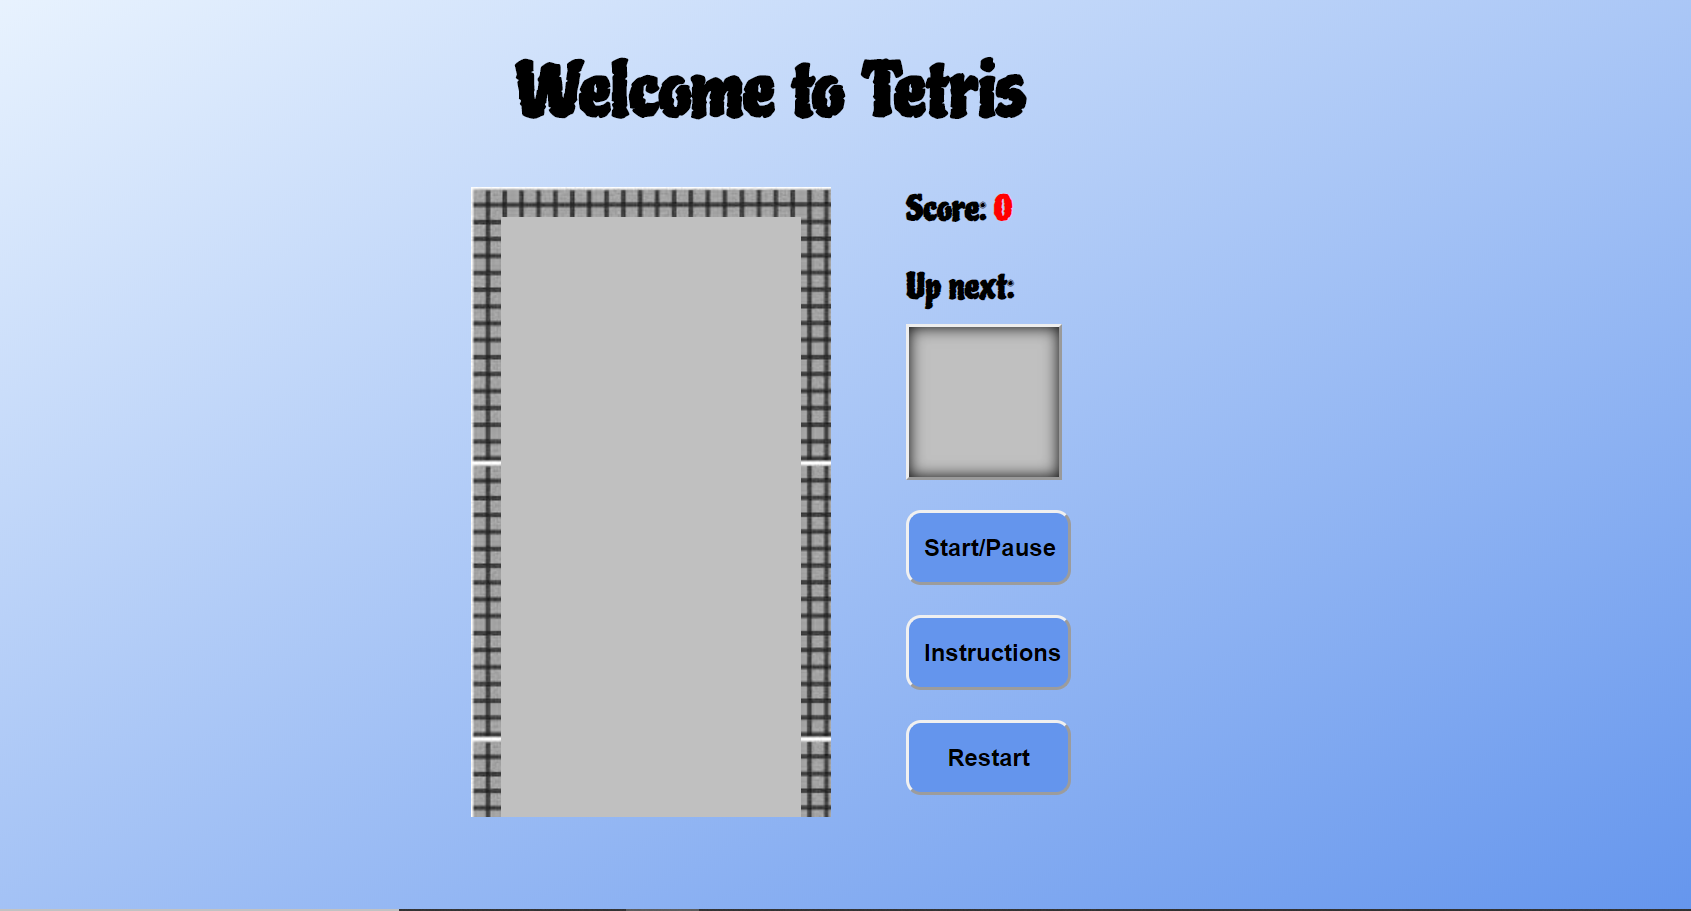 Welcome to Tetris
Score: 0
Up next:
Start/Pause
Instructions
Restart